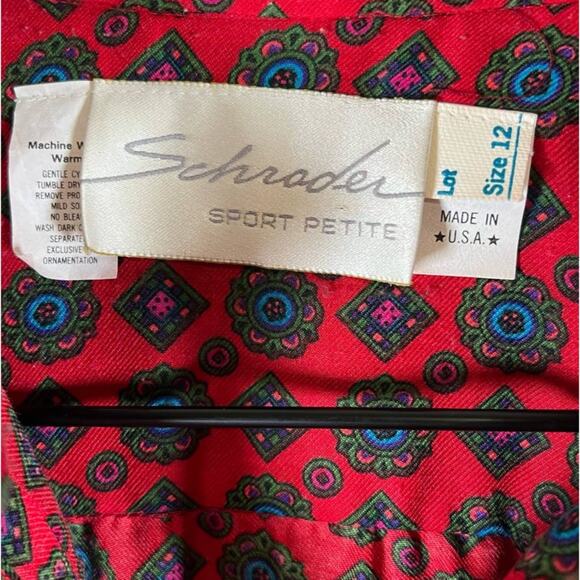 Machine W
Warm
GENTLE CY
TUMBLE DRY
REMOVE PRO
MILD SO
NO BLEA
WASH DARK C
SEPARATE
EXCLUSIVE
ORNAMENTATION
Schrader
SPORT PETITE
Lot
Size 12
MADE IN
★U.S.A.★